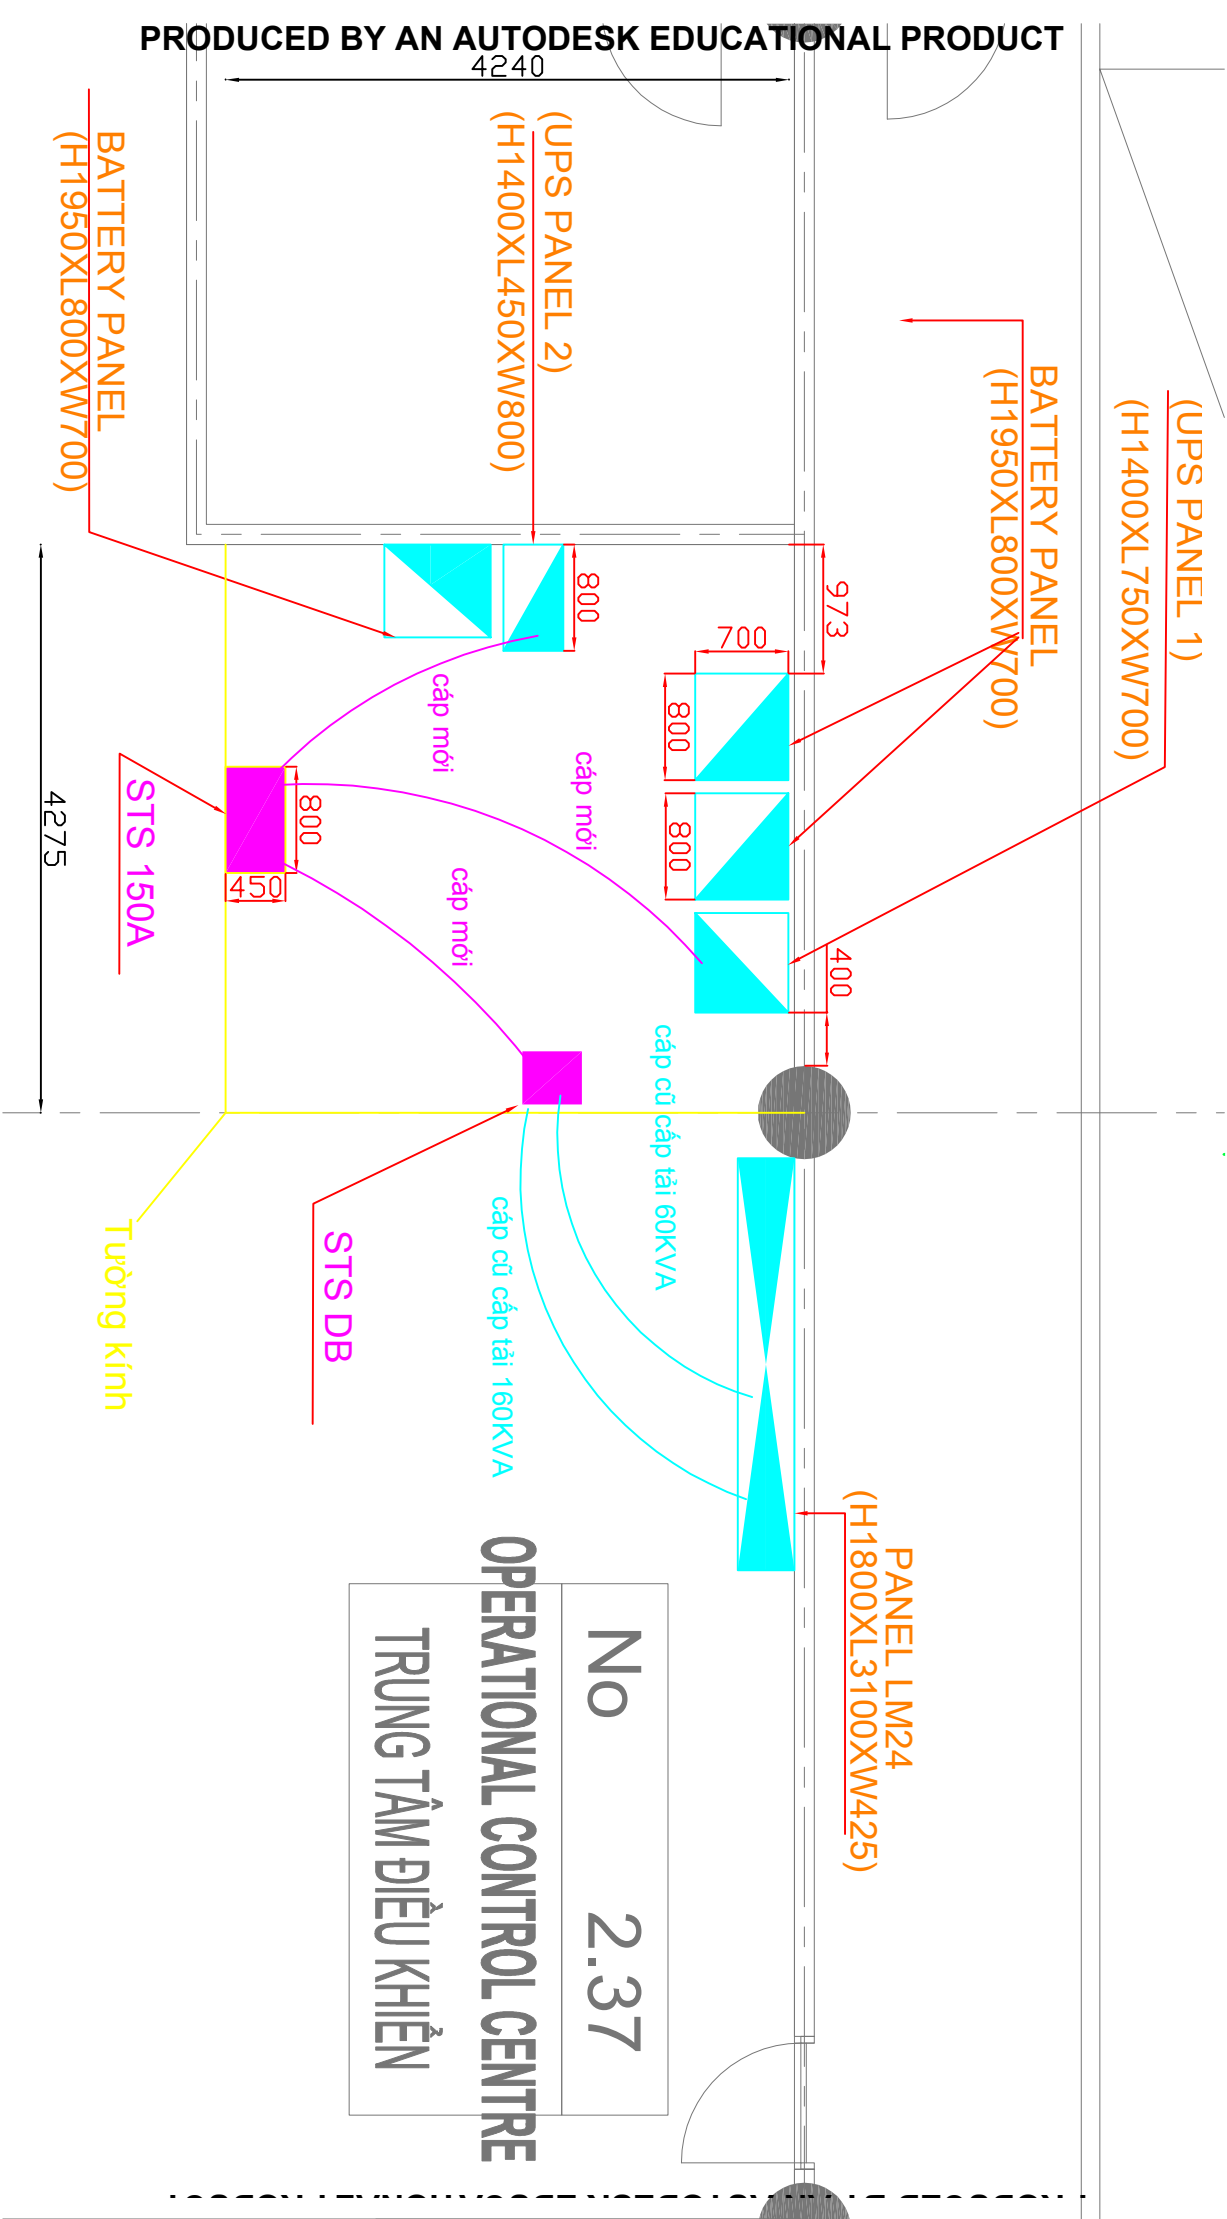 PRODUCED BY AN AUTODESK EDUCATIONAL PRODUCT
4240
(UPS PANEL 1)
(H1400XL750XW700)
BATTERY PANEL
(H1950XL800XW700)
(UPS PANEL 2)
(H1400XL450XW800)
BATTERY PANEL
(H1950XL800XW700)
973
800
700
800
800
400
cáp mới
cáp mới
cáp mới
800
450
STS 150A
4275
cáp cũ cấp tải 60KVA
cáp cũ cấp tải 160KVA
STS DB
Tường kính
PANEL LM24
(H1800XL3100XW425)
No 2.37
OPERATIONAL CONTROL CENTRE
TRUNG TÂM ĐIỀU KHIỂN